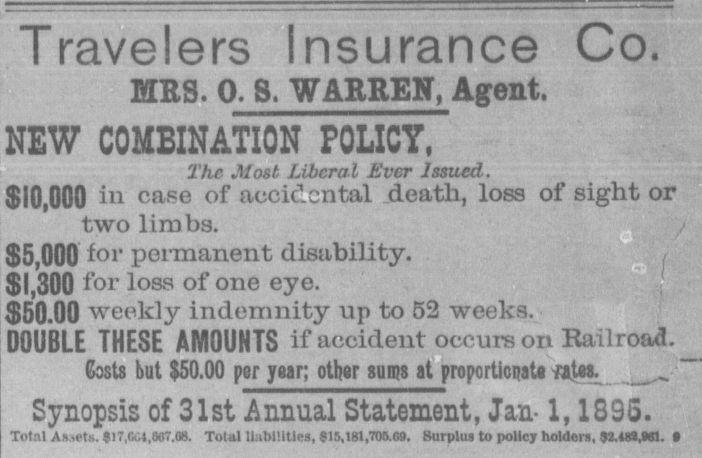 Travelers Insurance Co.
MRS. O. S. WARREN, Agent.
NEW COMBINATION POLICY,
The Most Liberal Ever Issued.
$10,000 in case of accidental death, loss of sight or
two limbs.
$5,000 for permanent disability.
$1,300 for loss of one eye.
$50.00 weekly indemnity up to 52 weeks.
DOUBLE THESE AMOUNTS if accident occurs on Railroad.
Costs but $50.00 per year; other sums at proportionate rates.
Synopsis of 31st Annual Statement, Jan. 1, 1895.
Total Assets. $17,664,667.68. Total liabilities, $15,181,705.69. Surplus to policy holders, $2.482,961. 9